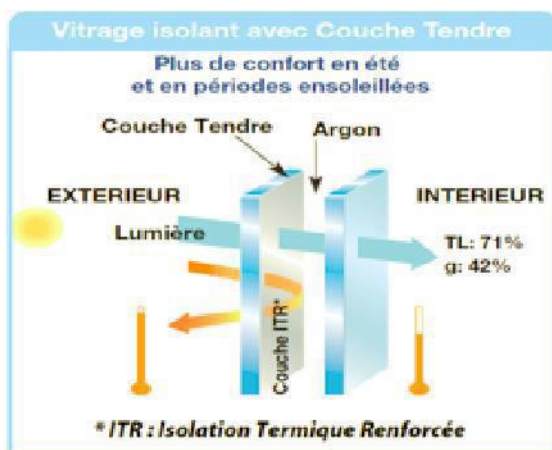 Vitrage isolant avec Couche Tendre
Plus de confort en été
et en périodes ensoleillées
Couche Tendre
Argon
EXTERIEUR
INTERIEUR
Lumière
TL: 71%
g: 42%
Couche ITR*
* ITR : Isolation Termique Renforcée